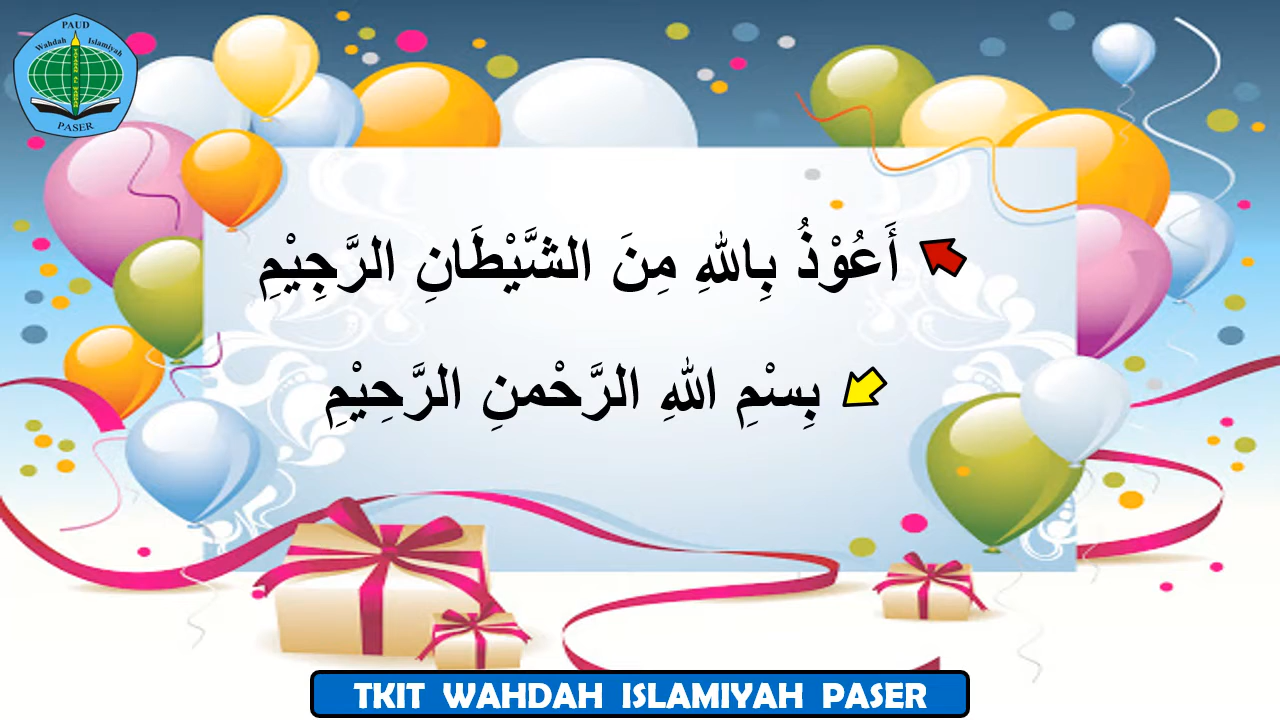 PAUD
Wahdah Islamiyah
PASER
أَعُوْذُ بِاللهِ مِنَ الشَّيْطَانِ الرَّجِيْمِ
بِسْمِ اللهِ الرَّحْمنِ الرَّحِيْمِ
TKIT WAHDAH ISLAMIYAH PASER